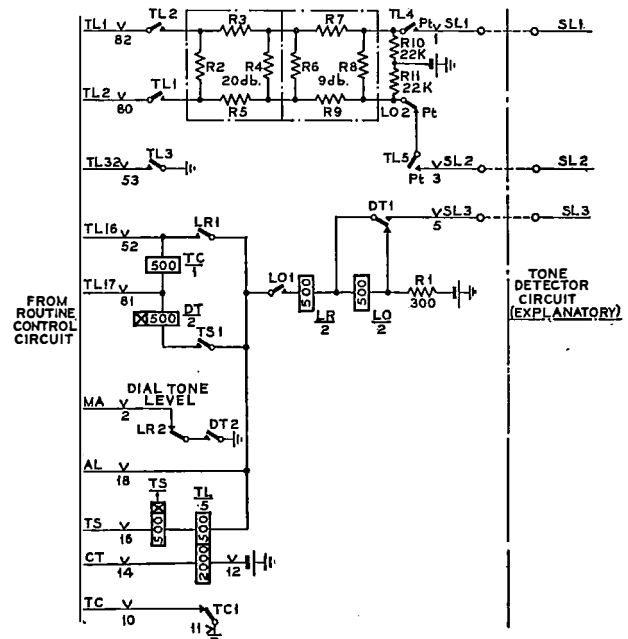 TL1 V 82 TL2 R3 R7 TL4 Pt V 1 SL1 SL1
R10 22K
R2 R4 20db. R6 R8 9db.
R11 22K
TL2 V 80 TL1 R5 R9 LO2 Pt
TL32 V 53 TL3 TL5 Pt V 3 SL2 SL2
DT1 V 5 SL3 SL3
TL16 V 52 LR1
500 TC 1
TL17 V 81 LO1 500 LR 2 500 LO 2 R1 300
FROM ROUTINE CONTROL CIRCUIT
TONE DETECTOR CIRCUIT (EXPLANATORY)
500 DT 2
TS1
DIAL TONE LEVEL
MA V 2
LR2 DT2
AL V 18
TS TL 5
TS V 16 500 500
CT V 14 2000 V 12
TC V 10 TC1
11 V